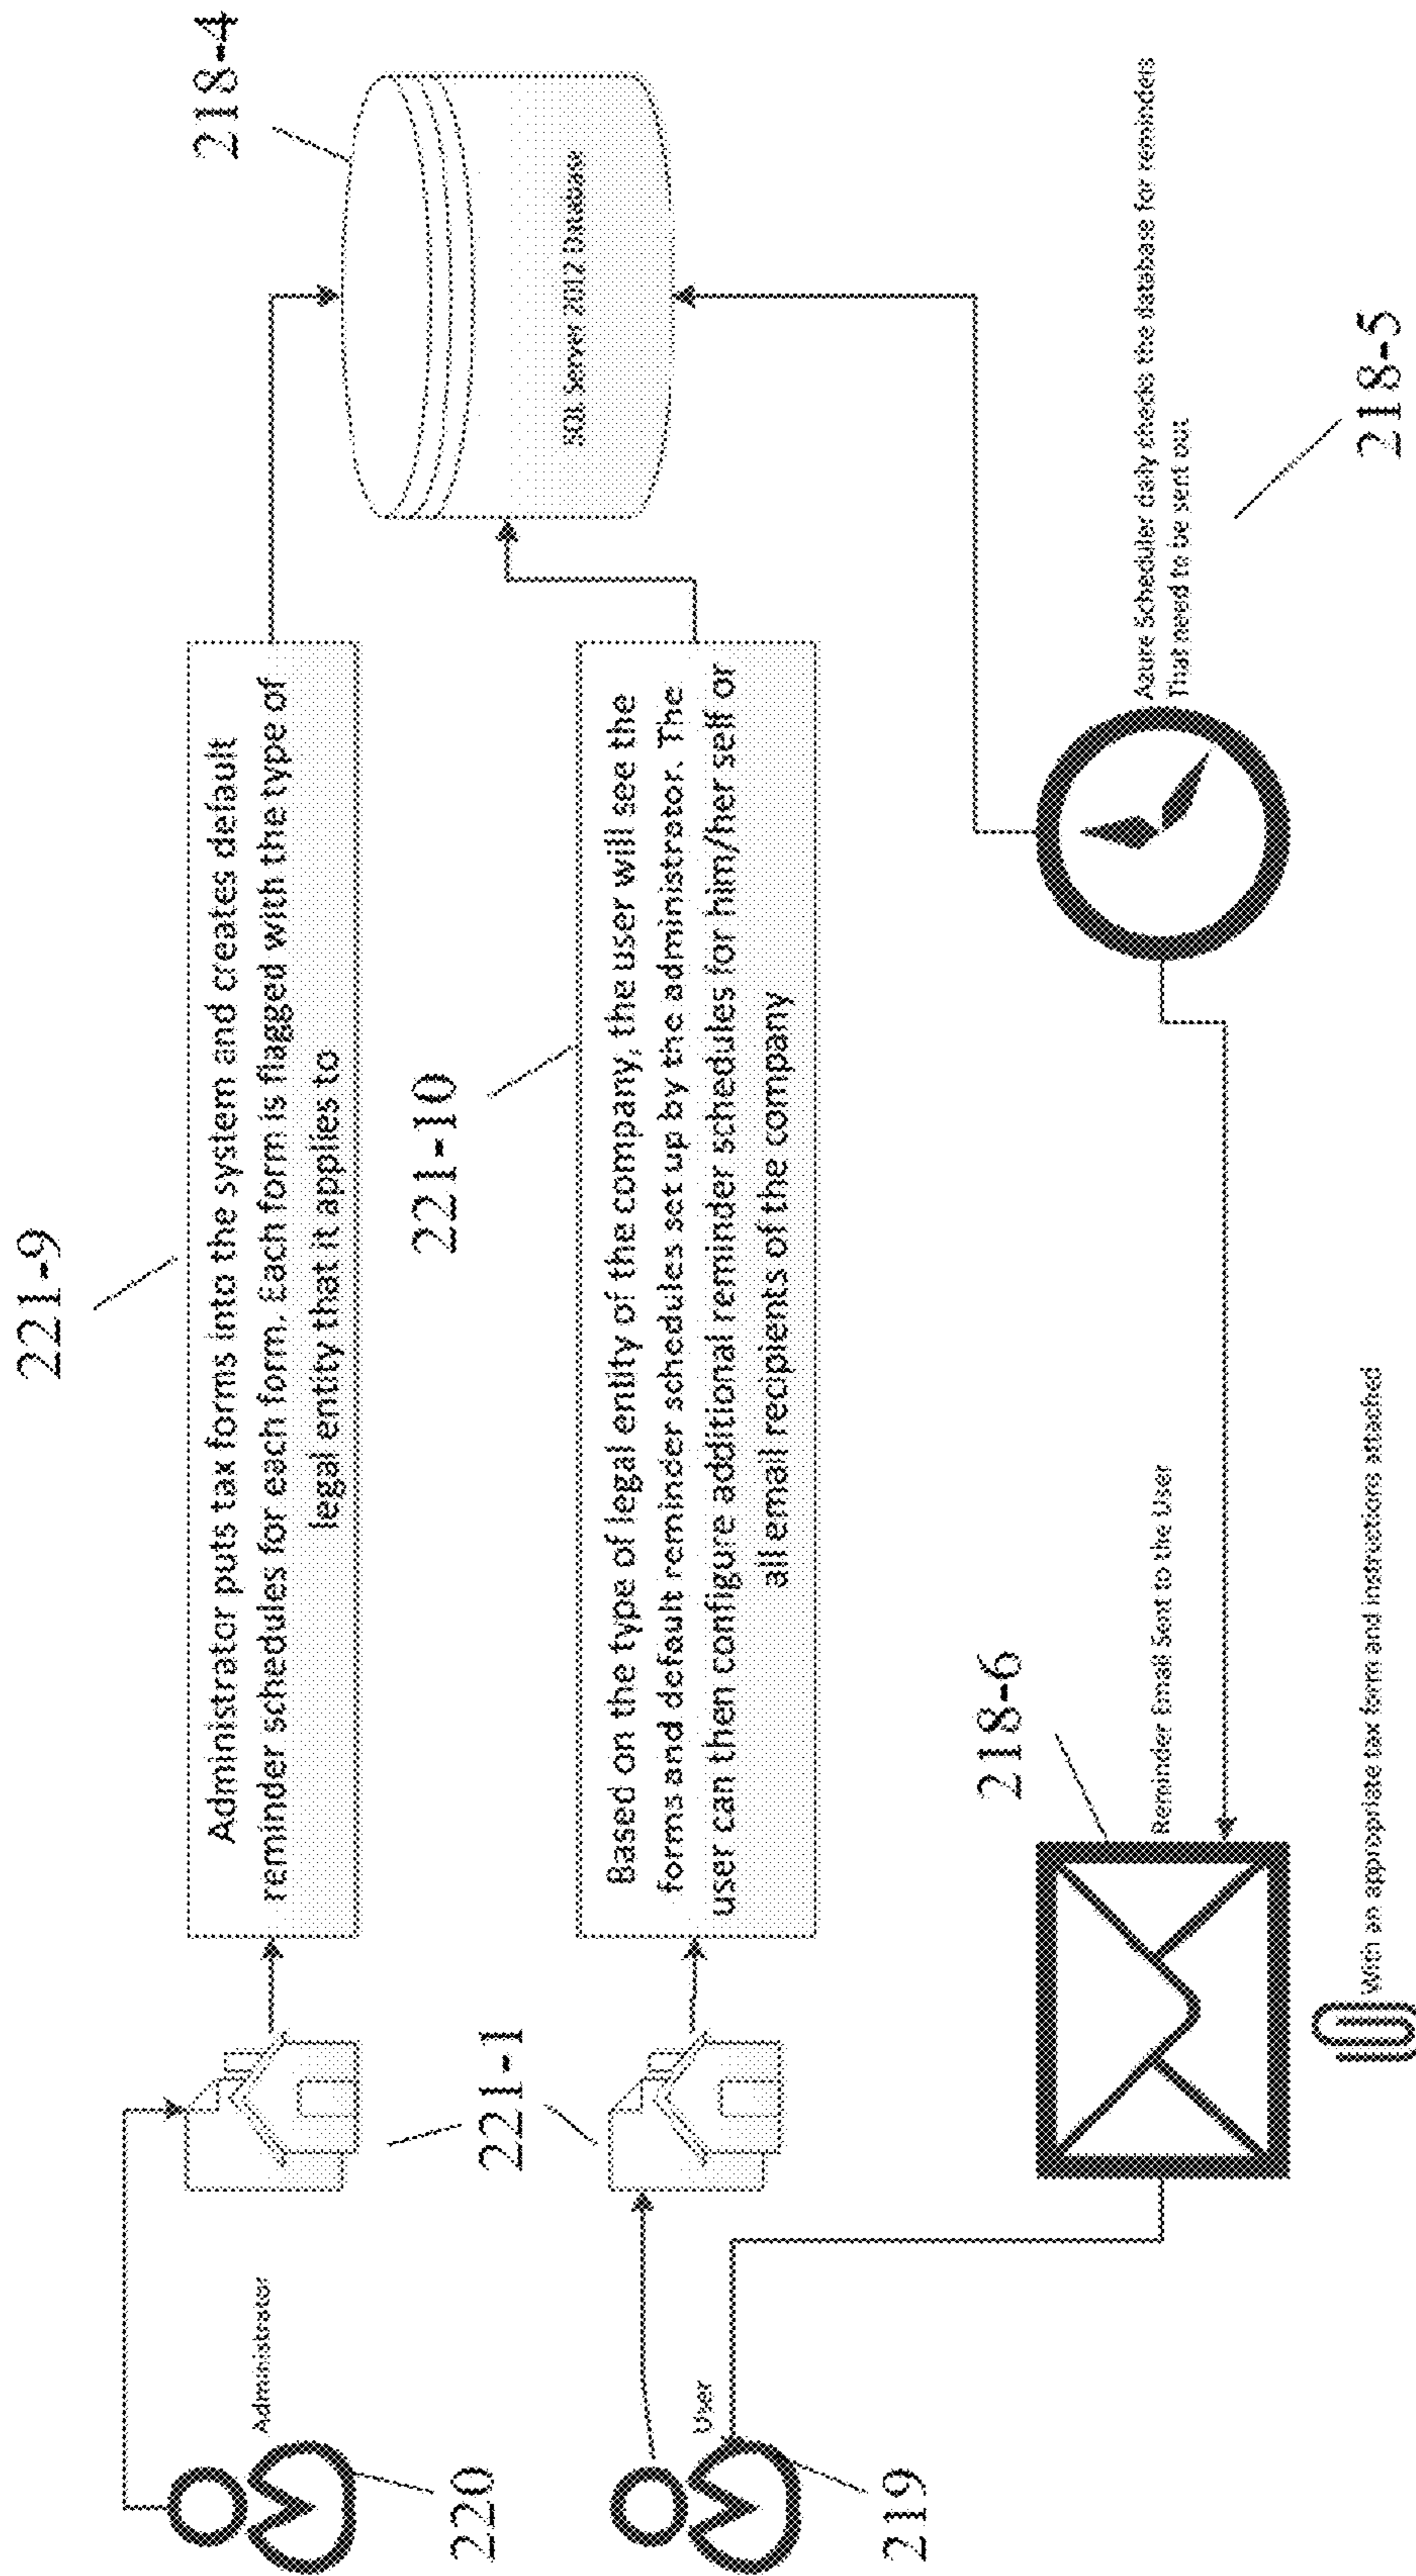 221-9
218-4
Administrator puts tax forms into the system and creates default
reminder schedules for each form. Each form is flagged with the type of
legal entity that it applies to
Administrator
220
221-1
221-10
SQL Server 2012 Database
Based on the type of legal entity of the company, the user will see the
forms and default reminder schedules set up by the administrator. The
user can then configure additional reminder schedules for him/her self or
all email recipients of the company
User
219
218-6
Reminder Email Sent to the User
Azure Scheduler daily checks the database for reminders
That need to be sent out
218-5
With an appropriate tax form and instructions attached